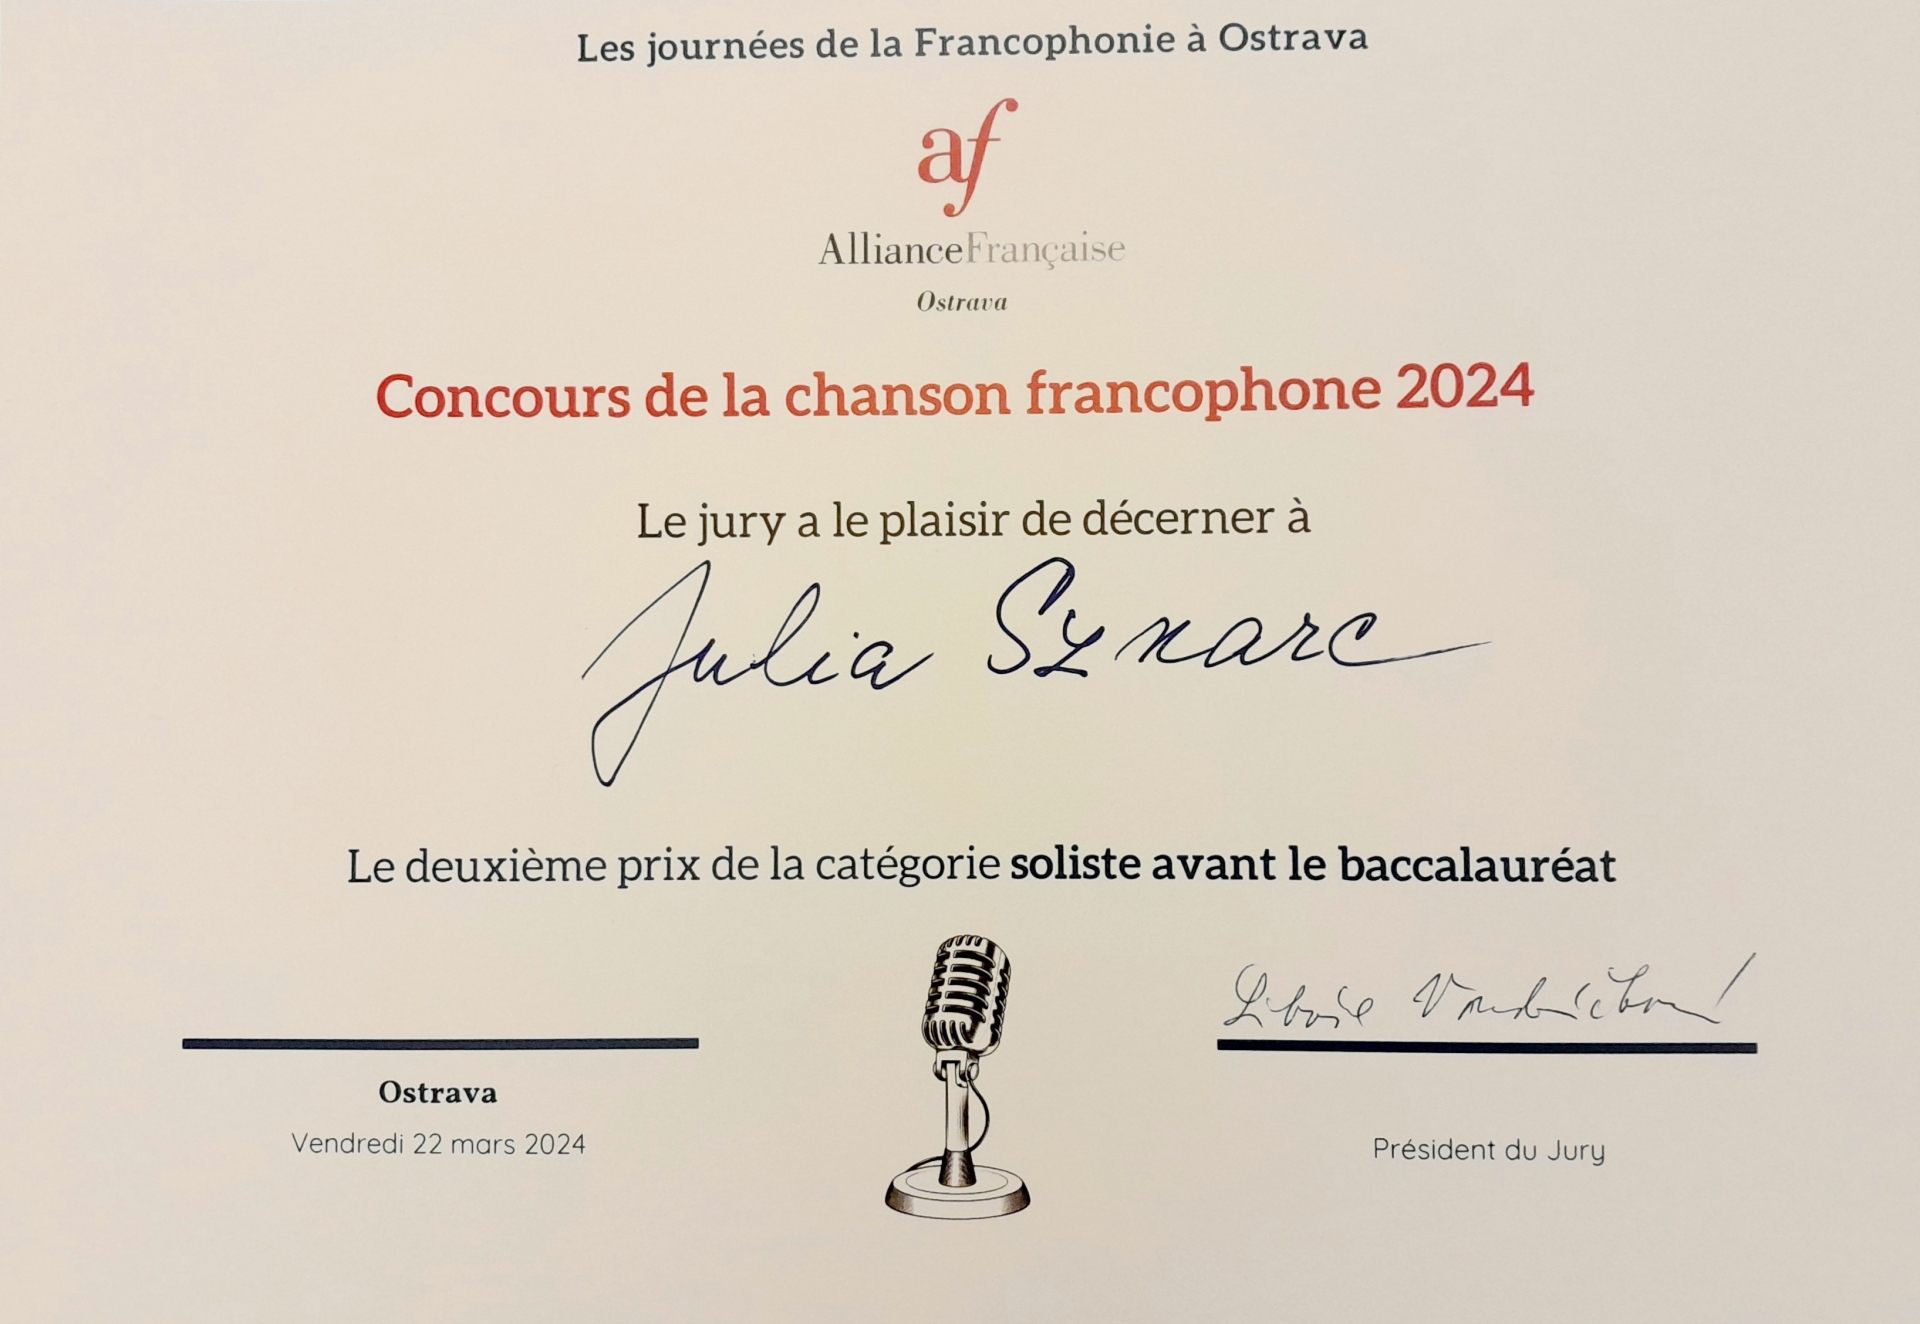 Les journées de la Francophonie à Ostrava
af
AllianceFrançaise
Ostrava
Concours de la chanson francophone 2024
Le jury a le plaisir de décerner à
Julia
Le deuxième prix de la catégorie soliste avant le baccalauréat
Ostrava
Vendredi 22 mars 2024
Président du Jury